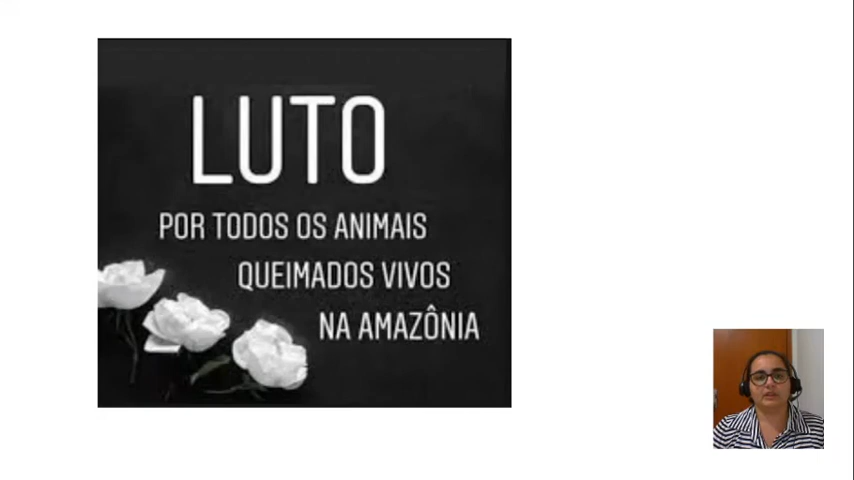 LUTO
POR TODOS OS ANIMAIS
QUEIMADOS VIVOS
NA AMAZÔNIA